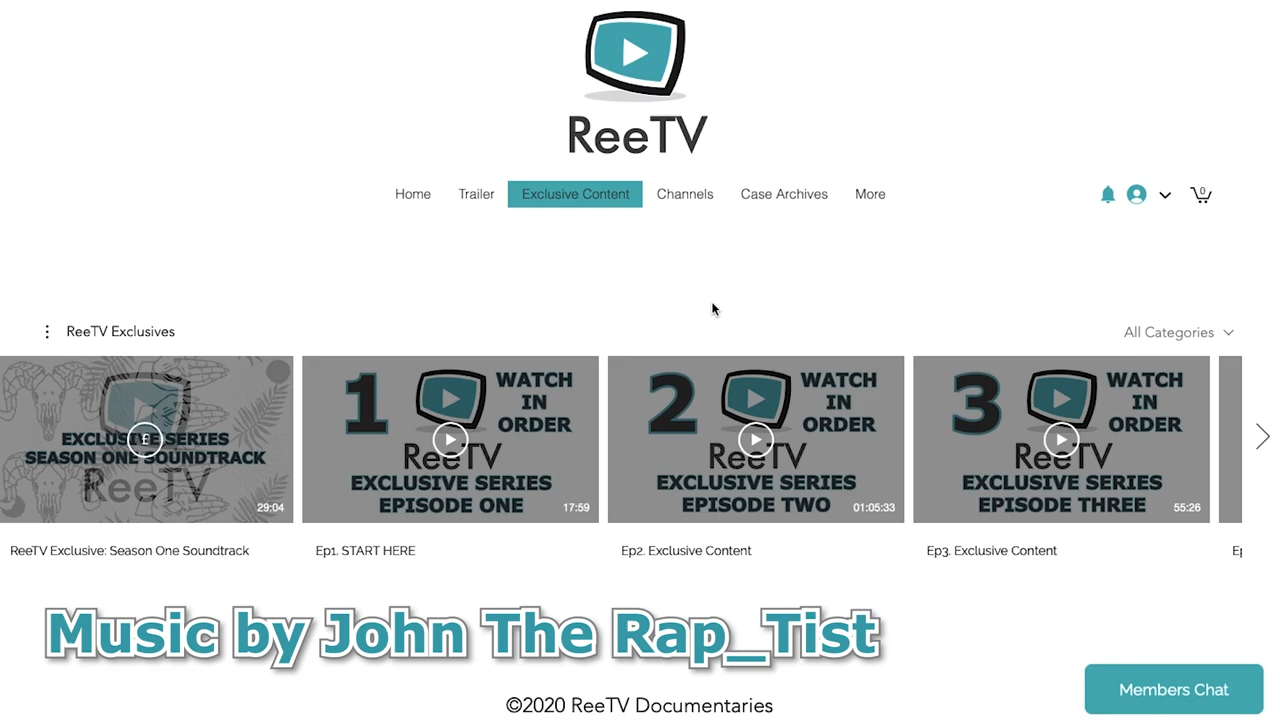 ReeTV
Home Trailer Exclusive Content Channels Case Archives More
0
ReeTV Exclusives
All Categories
EXCLUSIVE SERIES
SEASON ONE SOUNDTRACK
ReeTV
£
29:04
1 WATCH
IN
ORDER
ReeTV
EXCLUSIVE SERIES
EPISODE ONE
17:59
2 WATCH
IN
ORDER
ReeTV
EXCLUSIVE SERIES
EPISODE TWO
01:05:33
3 WATCH
IN
ORDER
ReeTV
EXCLUSIVE SERIES
EPISODE THREE
55:26
ReeTV Exclusive: Season One Soundtrack
Ep1. START HERE
Ep2. Exclusive Content
Ep3. Exclusive Content
Music by John The Rap_Tist
©2020 ReeTV Documentaries
Members Chat